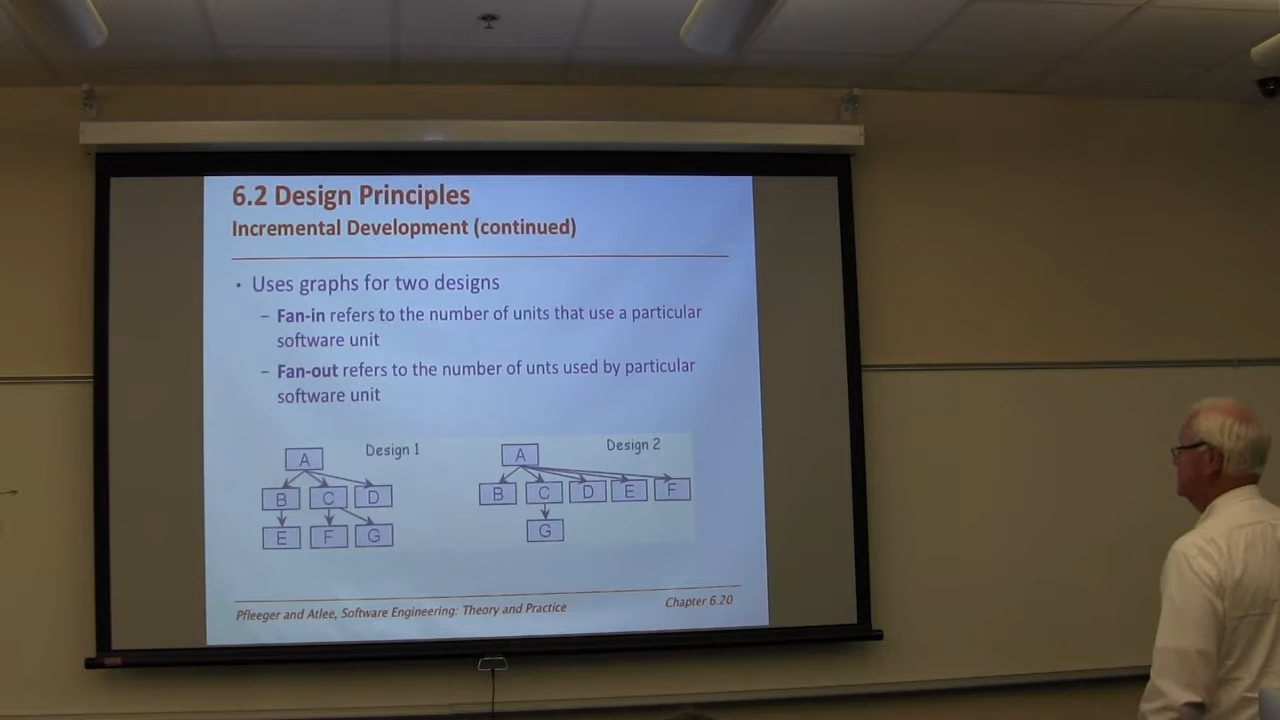 6.2 Design Principles
Incremental Development (continued)
• Uses graphs for two designs
– Fan-in refers to the number of units that use a particular
software unit
– Fan-out refers to the number of unts used by particular
software unit
Design 1
A
B C D
E F G
Design 2
A
B C D E F
G
Pfleeger and Atlee, Software Engineering: Theory and Practice
Chapter 6.20